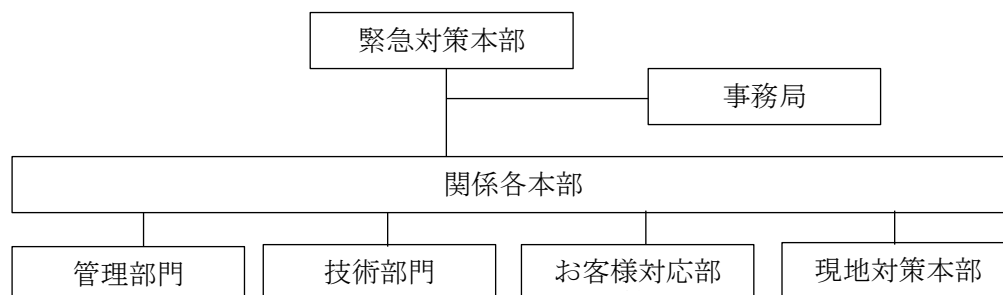 緊急対策本部
事務局
関係各本部
管理部門
技術部門
お客様対応部
現地対策本部